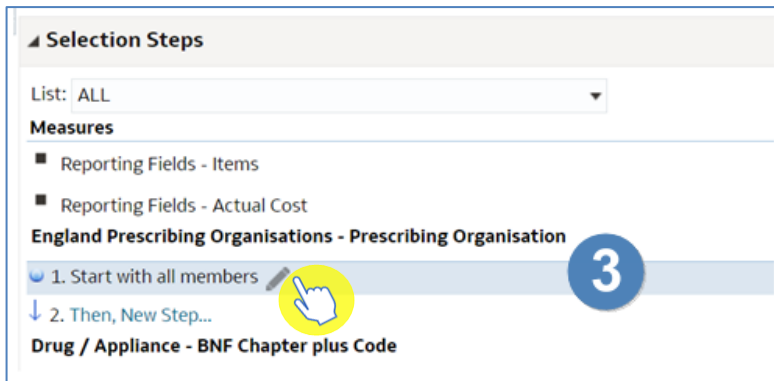 Selection Steps
List: ALL
Measures
Reporting Fields - Items
Reporting Fields - Actual Cost
England Prescribing Organisations - Prescribing Organisation
1. Start with all members
3
2. Then, New Step...
Drug / Appliance - BNF Chapter plus Code